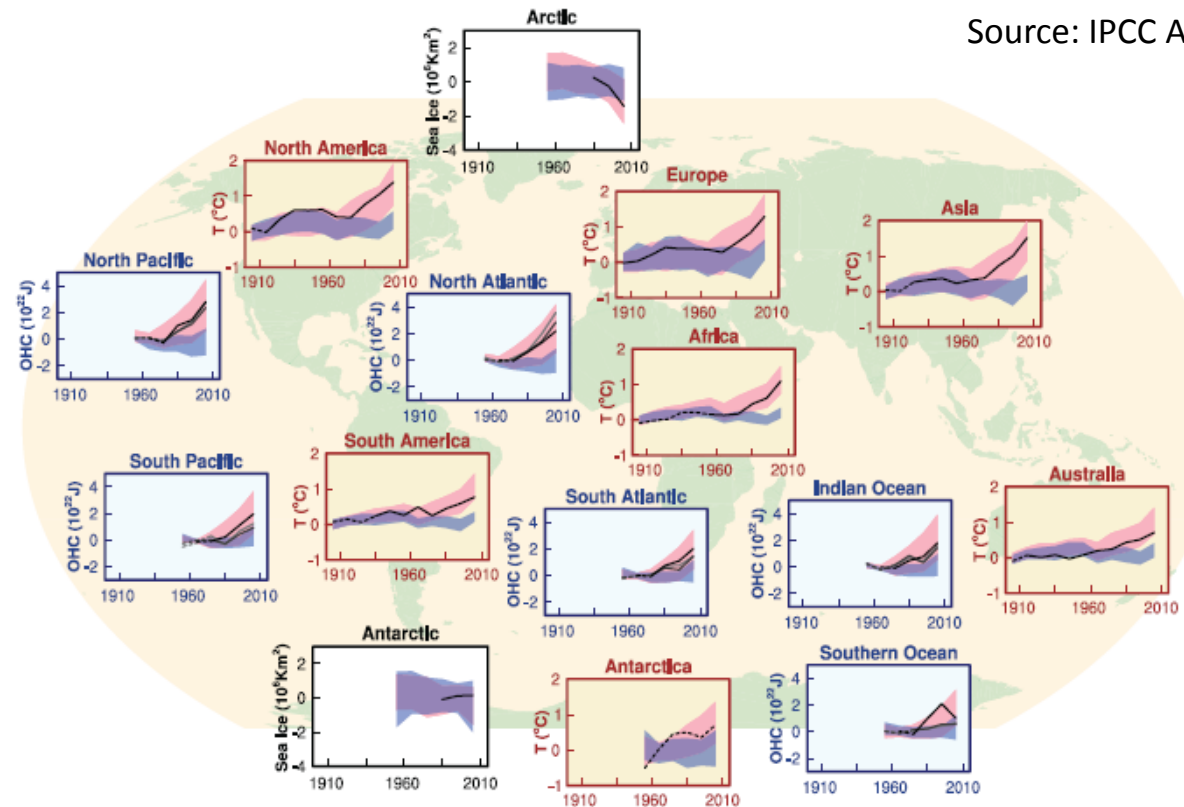 Source: IPCC A
Arctic
Sea Ice (10⁶Km²)
2
0
-2
-4
1910 1960 2010
North America
T (°C)
2
1
0
-1
1910 1960 2010
Europe
T (°C)
2
1
0
-1
1910 1960 2010
Asia
T (°C)
2
1
0
-1
1910 1960 2010
North Pacific
OHC (10²²J)
4
2
0
-2
1910 1960 2010
North Atlantic
OHC (10²²J)
4
2
0
-2
1910 1960 2010
Africa
T (°C)
2
1
0
-1
1910 1960 2010
South Pacific
OHC (10²²J)
4
2
0
-2
1910 1960 2010
South America
T (°C)
2
1
0
-1
1910 1960 2010
South Atlantic
OHC (10²²J)
4
2
0
-2
1910 1960 2010
Indian Ocean
OHC (10²²J)
4
2
0
-2
1910 1960 2010
Australia
T (°C)
2
1
0
-1
1910 1960 2010
Antarctic
Sea Ice (10⁶Km²)
2
0
-2
-4
1910 1960 2010
Antarctica
T (°C)
2
1
0
-1
1910 1960 2010
Southern Ocean
OHC (10²²J)
4
2
0
-2
1910 1960 2010